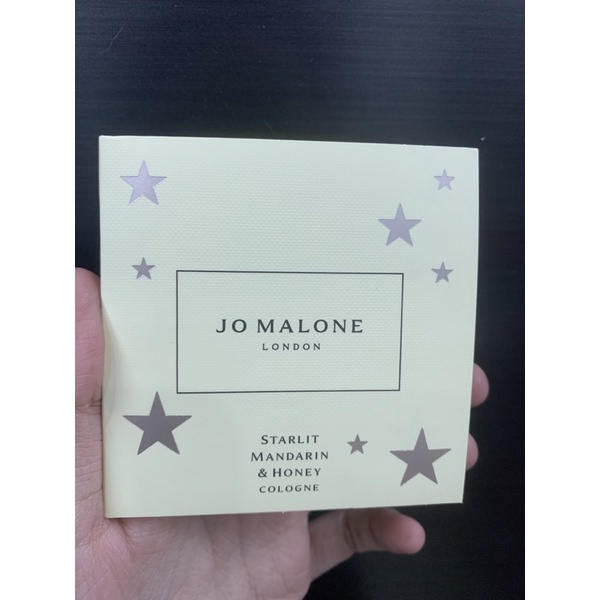 JO MALONE
LONDON
STARLIT
MANDARIN
& HONEY
COLOGNE